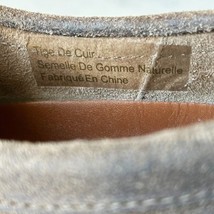 Tige De Cuir
Semelle De Gomme Naturelle
Fabriqué En Chine